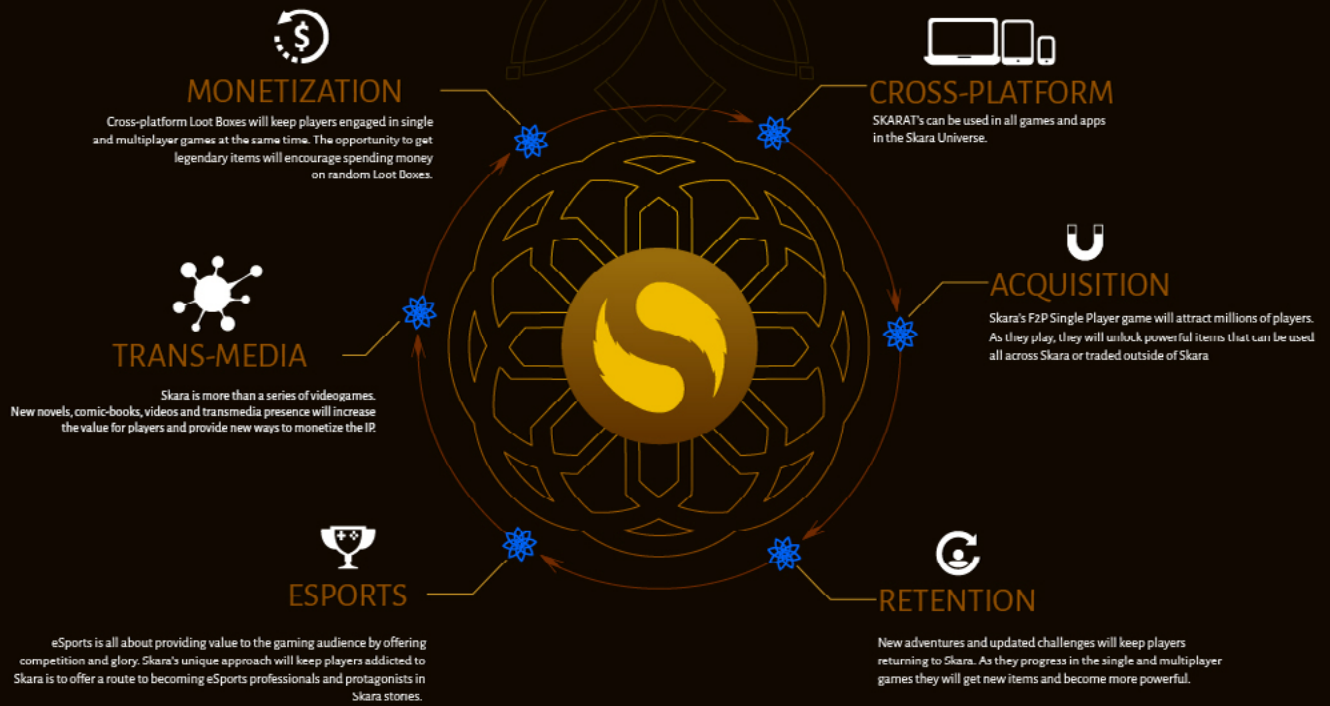 MONETIZATION
Cross-platform Loot Boxes will keep players engaged in single
and multiplayer games at the same time. The opportunity to get
legendary items will encourage spending money
on random Loot Boxes.
CROSS-PLATFORM
SKARAT's can be used in all games and apps
in the Skara Universe.
ACQUISITION
Skara's F2P Single Player game will attract millions of players.
As they play, they will unlock powerful items that can be used
all across Skara or traded outside of Skara
TRANS-MEDIA
Skara is more than a series of videogames.
New novels, comic-books, videos and transmedia presence will increase
the value for players and provide new ways to monetize the IP.
ESPORTS
eSports is all about providing value to the gaming audience by offering
competition and glory. Skara's unique approach will keep players addicted to
Skara is to offer a route to becoming eSports professionals and protagonists in
Skara stories.
RETENTION
New adventures and updated challenges will keep players
returning to Skara. As they progress in the single and multiplayer
games they will get new items and become more powerful.